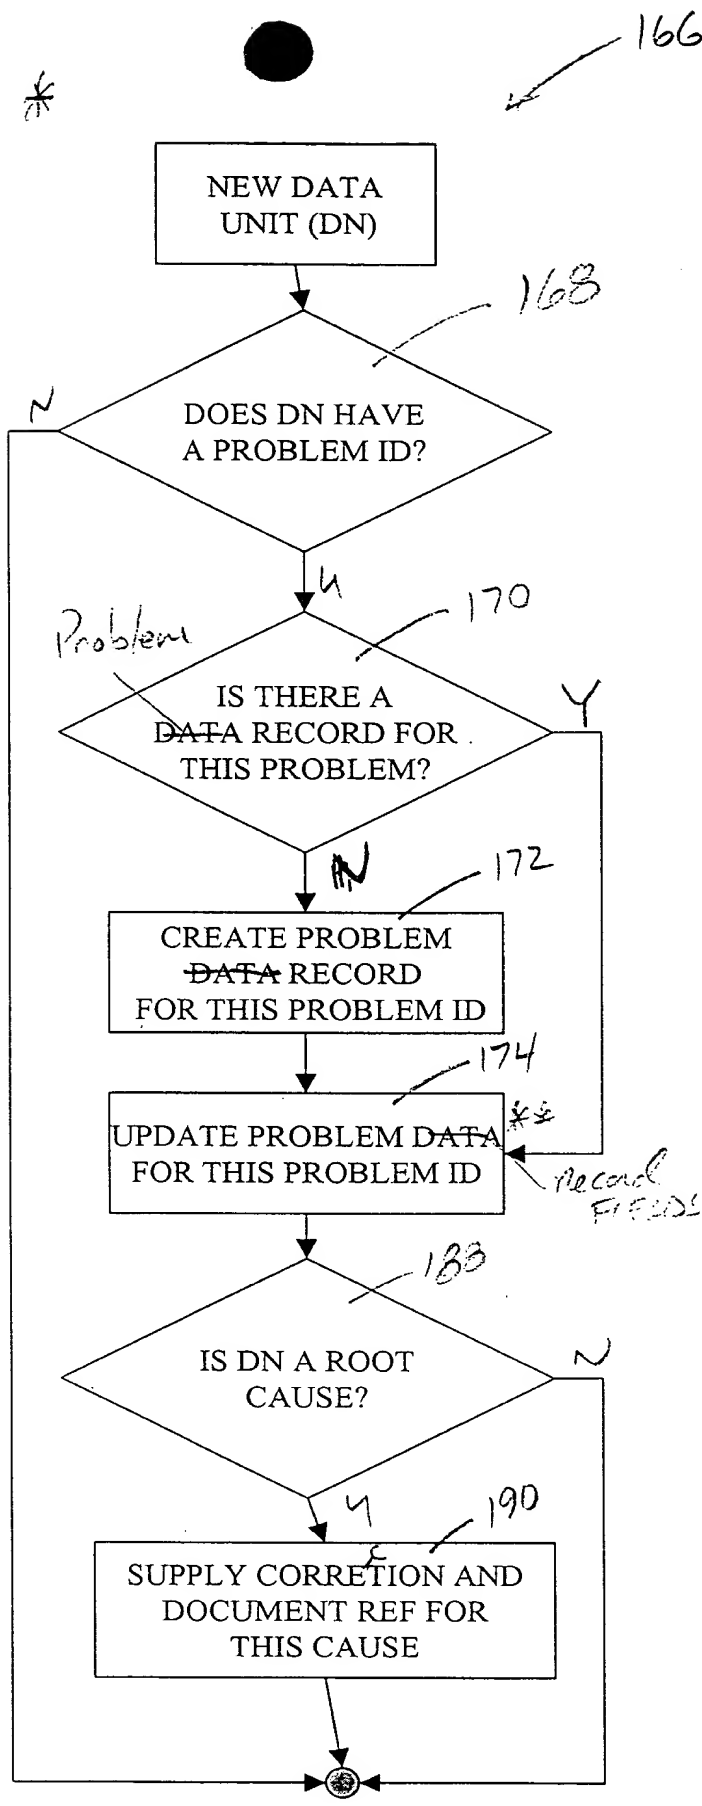 166
*
NEW DATA
UNIT (DN)
168
N
DOES DN HAVE
A PROBLEM ID?
y
170
Problem
IS THERE A
Y
DATA RECORD FOR
THIS PROBLEM?
N
172
CREATE PROBLEM
DATA RECORD
FOR THIS PROBLEM ID
174
**
UPDATE PROBLEM DATA
FOR THIS PROBLEM ID
record
FIELDS
188
N
IS DN A ROOT
CAUSE?
y
190
c
SUPPLY CORRETION AND
DOCUMENT REF FOR
THIS CAUSE